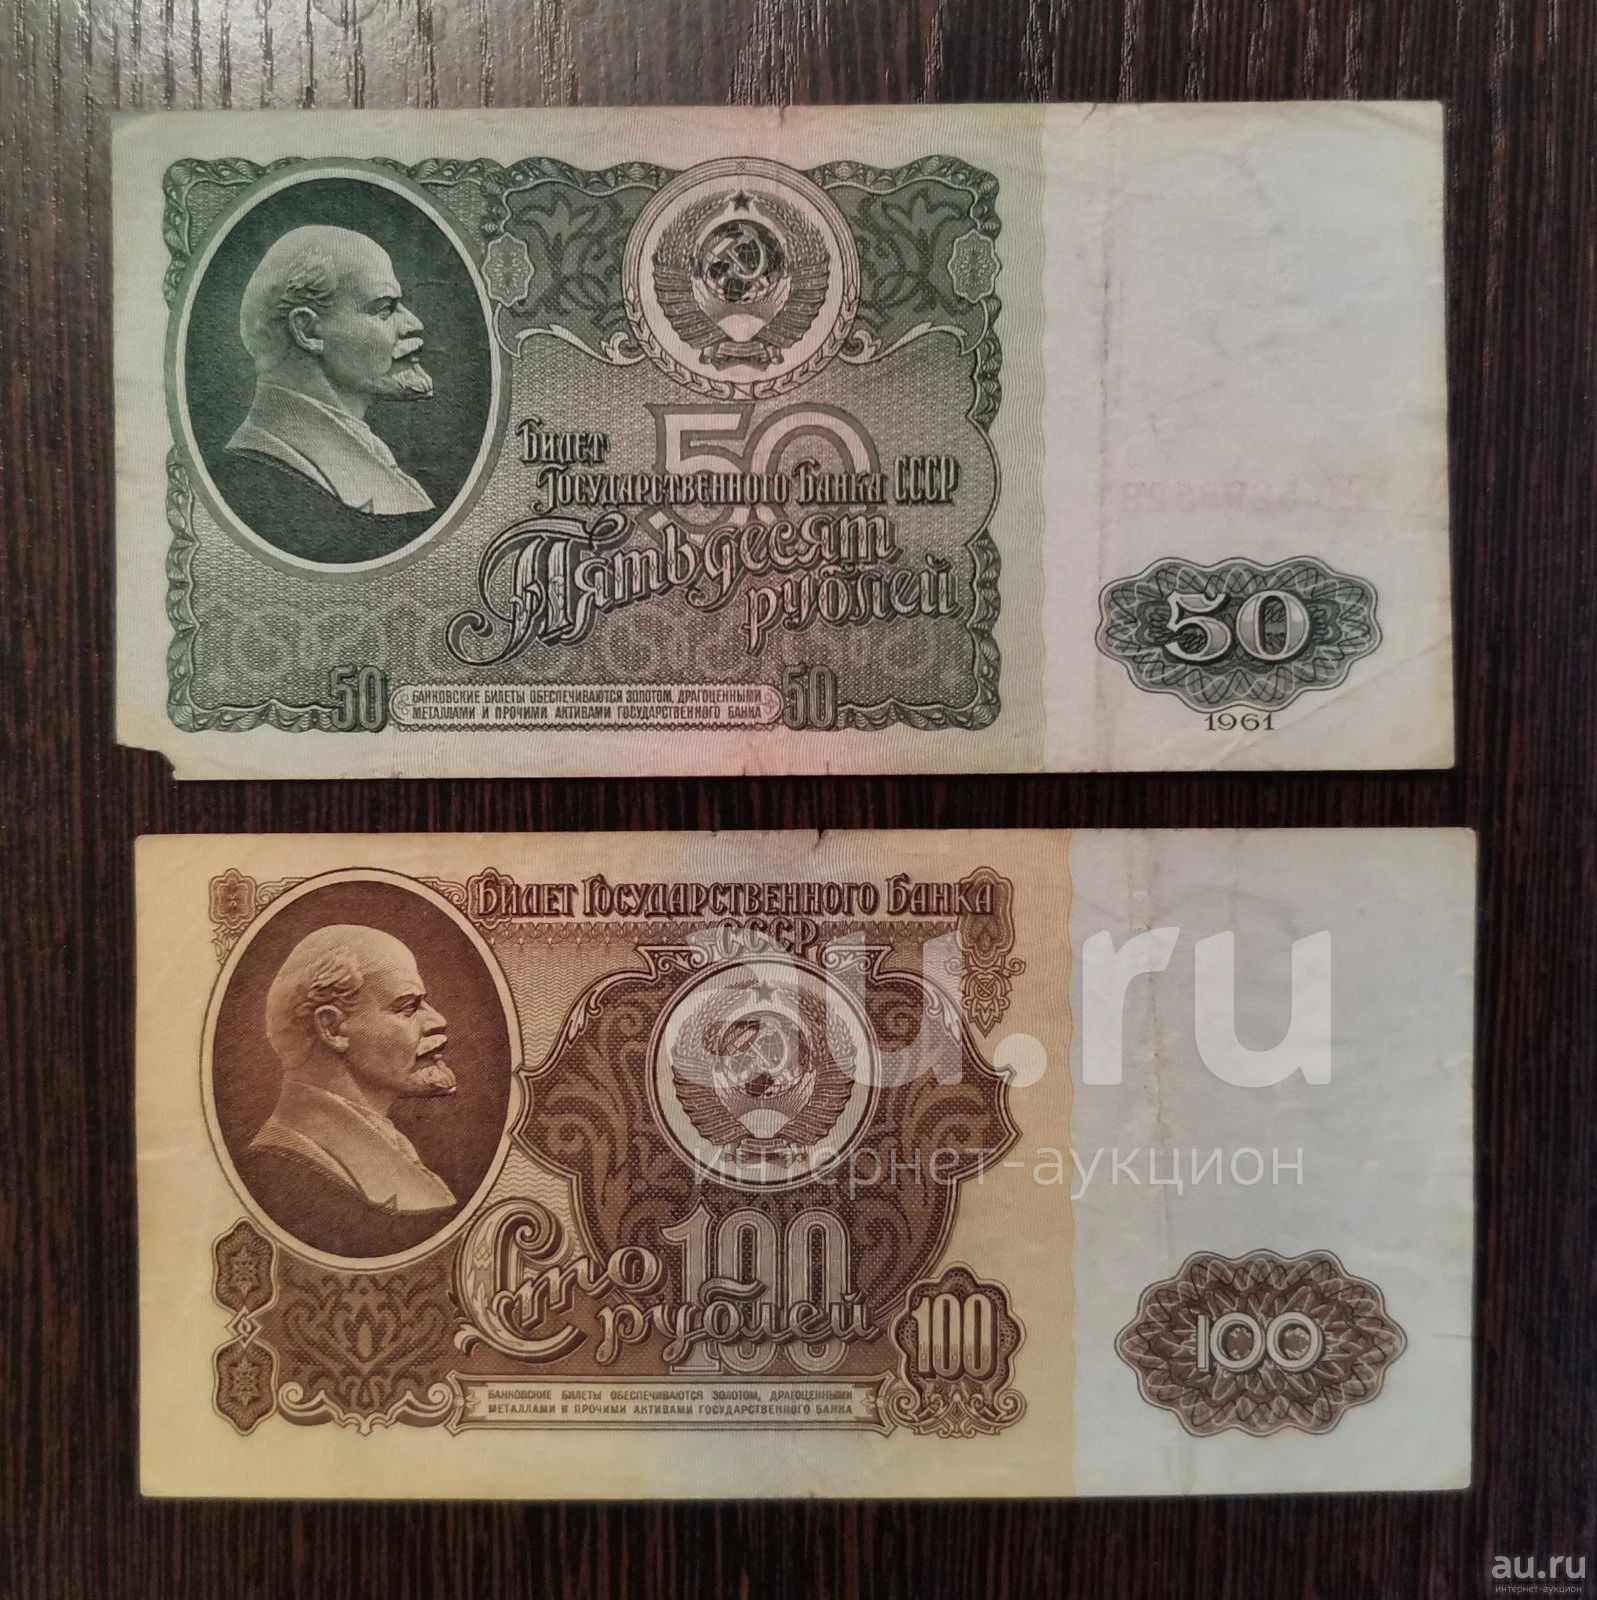 Билет
50
Государственного Банка СССР
Пятьдесят
рублей
50
БАНКОВСКИЕ БИЛЕТЫ ОБЕСПЕЧИВАЮТСЯ ЗОЛОТОМ, ДРАГОЦЕННЫМИ
МЕТАЛЛАМИ И ПРОЧИМИ АКТИВАМИ ГОСУДАРСТВЕННОГО БАНКА
50
50
1961
Билет Государственного Банка
СССР
au.ru
интернет-аукцион
Сто
рублей
100
100
100
БАНКОВСКИЕ БИЛЕТЫ ОБЕСПЕЧИВАЮТСЯ ЗОЛОТОМ, ДРАГОЦЕННЫМИ
МЕТАЛЛАМИ И ПРОЧИМИ АКТИВАМИ ГОСУДАРСТВЕННОГО БАНКА
100
au.ru
интернет-аукцион